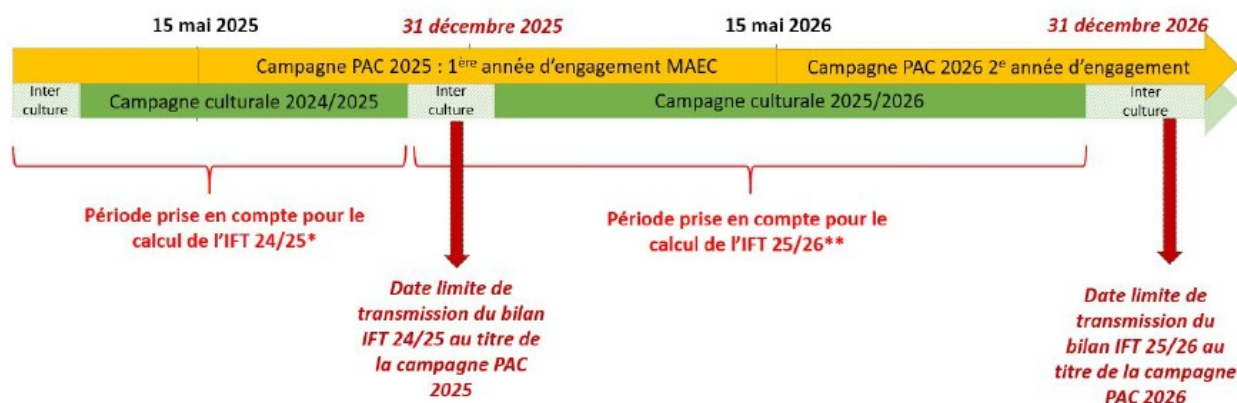 15 mai 2025
31 décembre 2025
15 mai 2026
31 décembre 2026
Campagne PAC 2025 : 1ère année d'engagement MAEC
Campagne PAC 2026 2e année d'engagement
Inter
culture
Campagne culturale 2024/2025
Inter
culture
Campagne culturale 2025/2026
Inter
culture
Période prise en compte pour le
calcul de l'IFT 24/25*
Période prise en compte pour le
calcul de l'IFT 25/26**
Date limite de
transmission du bilan
IFT 24/25 au titre de
la campagne PAC
2025
Date limite de
transmission du
bilan IFT 25/26 au
titre de la campagne
PAC 2026